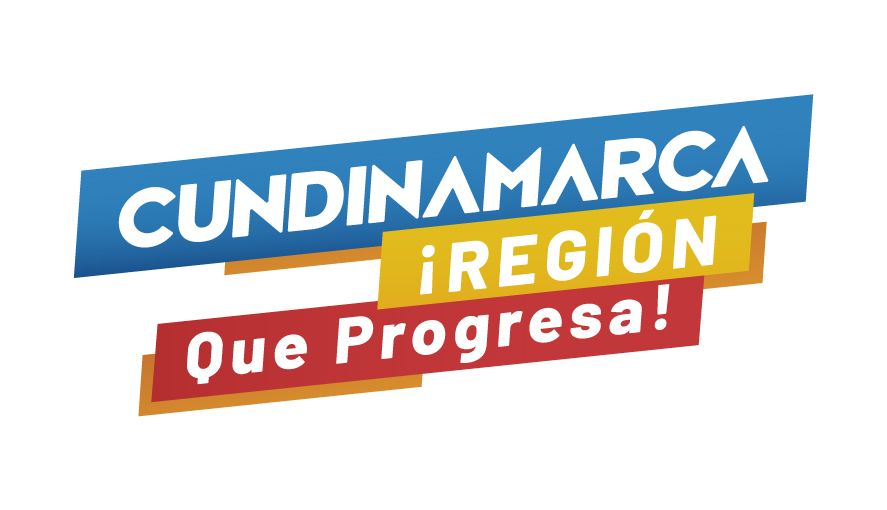 CUNDINAMARCA
¡REGIÓN
Que Progresa!